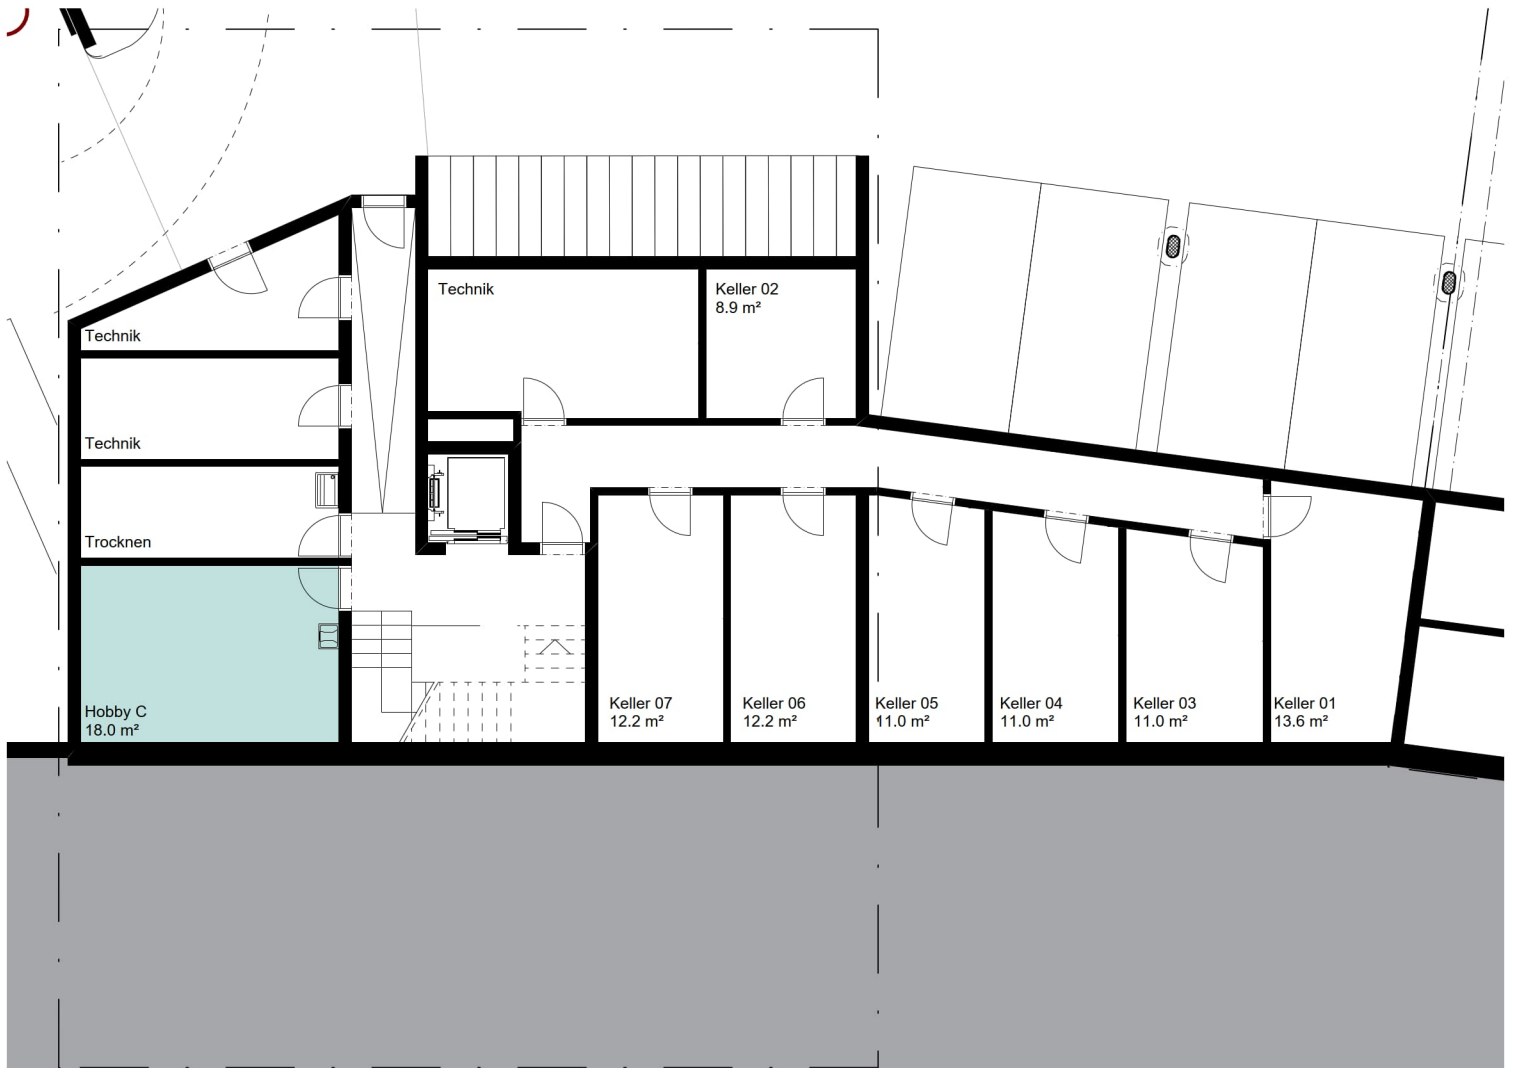 Technik
Keller 02
8.9 m²
Technik
Technik
Trocknen
Hobby C
18.0 m²
Keller 07
12.2 m²
Keller 06
12.2 m²
Keller 05
11.0 m²
Keller 04
11.0 m²
Keller 03
11.0 m²
Keller 01
13.6 m²